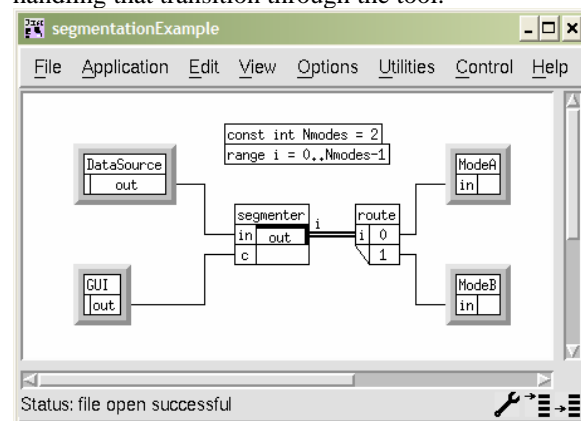 handling that transition through the tool.
segmentationExample
File Application Edit View Options Utilities Control Help
const int Nmodes = 2
range i = 0..Nmodes-1
DataSource
out
ModeA
in
segmenter
in out
c
i
route
i 0
1
GUI
out
ModeB
in
Status: file open successful